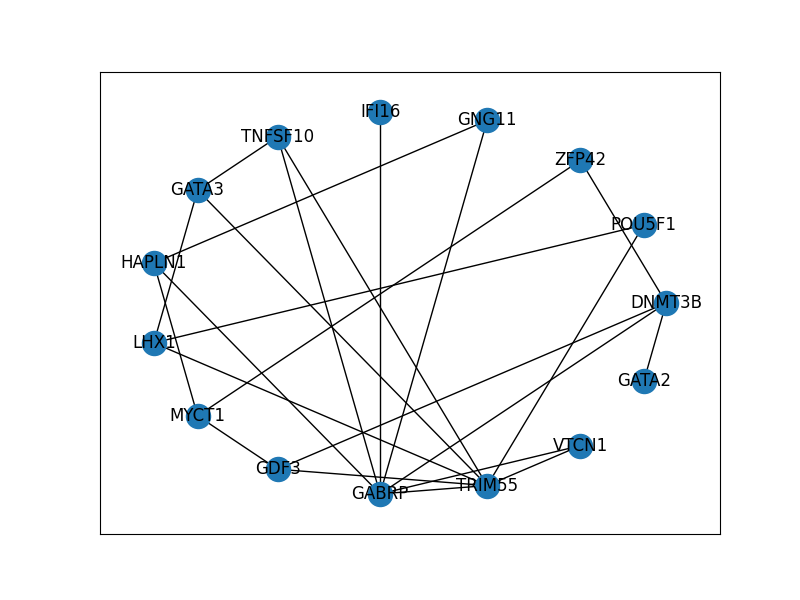 IFI16
GNG11
TNFSF10
ZFP42
GATA3
POU5F1
HAPLN1
DNMT3B
LHX1
GATA2
MYCT1
VTCN1
GDF3
TRIM55
GABRP